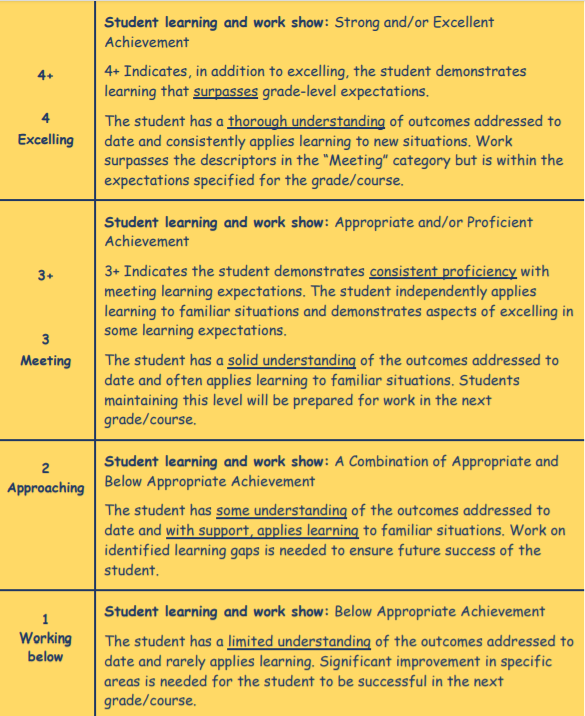 4+
4
Excelling
Student learning and work show: Strong and/or Excellent
Achievement
4+ Indicates, in addition to excelling, the student demonstrates
learning that surpasses grade-level expectations.
The student has a thorough understanding of outcomes addressed to
date and consistently applies learning to new situations. Work
surpasses the descriptors in the “Meeting” category but is within the
expectations specified for the grade/course.
3+
3
Meeting
Student learning and work show: Appropriate and/or Proficient
Achievement
3+ Indicates the student demonstrates consistent proficiency with
meeting learning expectations. The student independently applies
learning to familiar situations and demonstrates aspects of excelling in
some learning expectations.
The student has a solid understanding of the outcomes addressed to
date and often applies learning to familiar situations. Students
maintaining this level will be prepared for work in the next
grade/course.
2
Approaching
Student learning and work show: A Combination of Appropriate and
Below Appropriate Achievement
The student has some understanding of the outcomes addressed to
date and with support, applies learning to familiar situations. Work on
identified learning gaps is needed to ensure future success of the
student.
1
Working
below
Student learning and work show: Below Appropriate Achievement
The student has a limited understanding of the outcomes addressed to
date and rarely applies learning. Significant improvement in specific
areas is needed for the student to be successful in the next
grade/course.